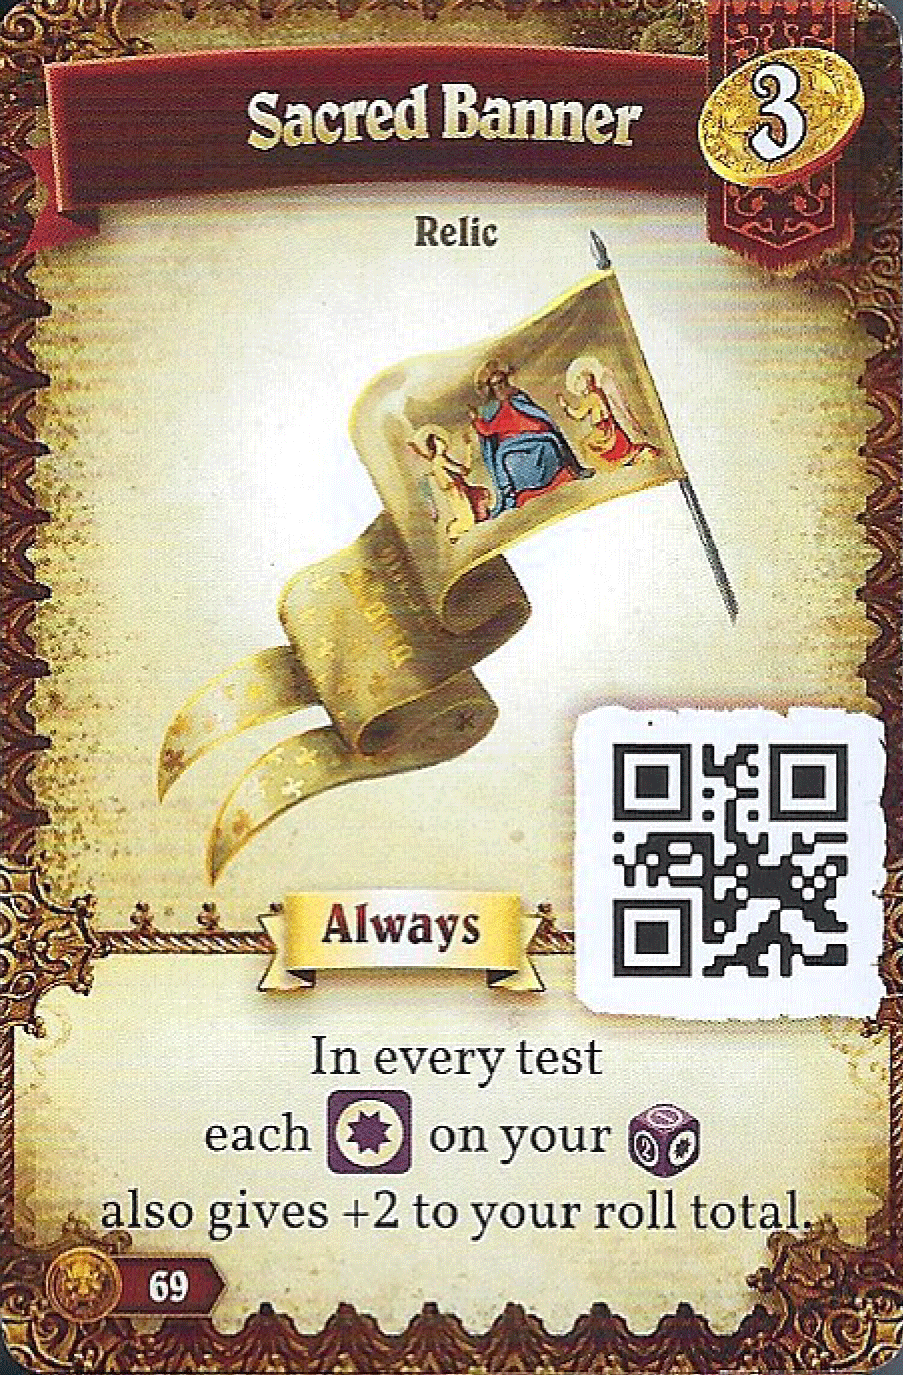 Sacred Banner
3
Relic
Always
In every test
each on your
also gives +2 to your roll total.
69